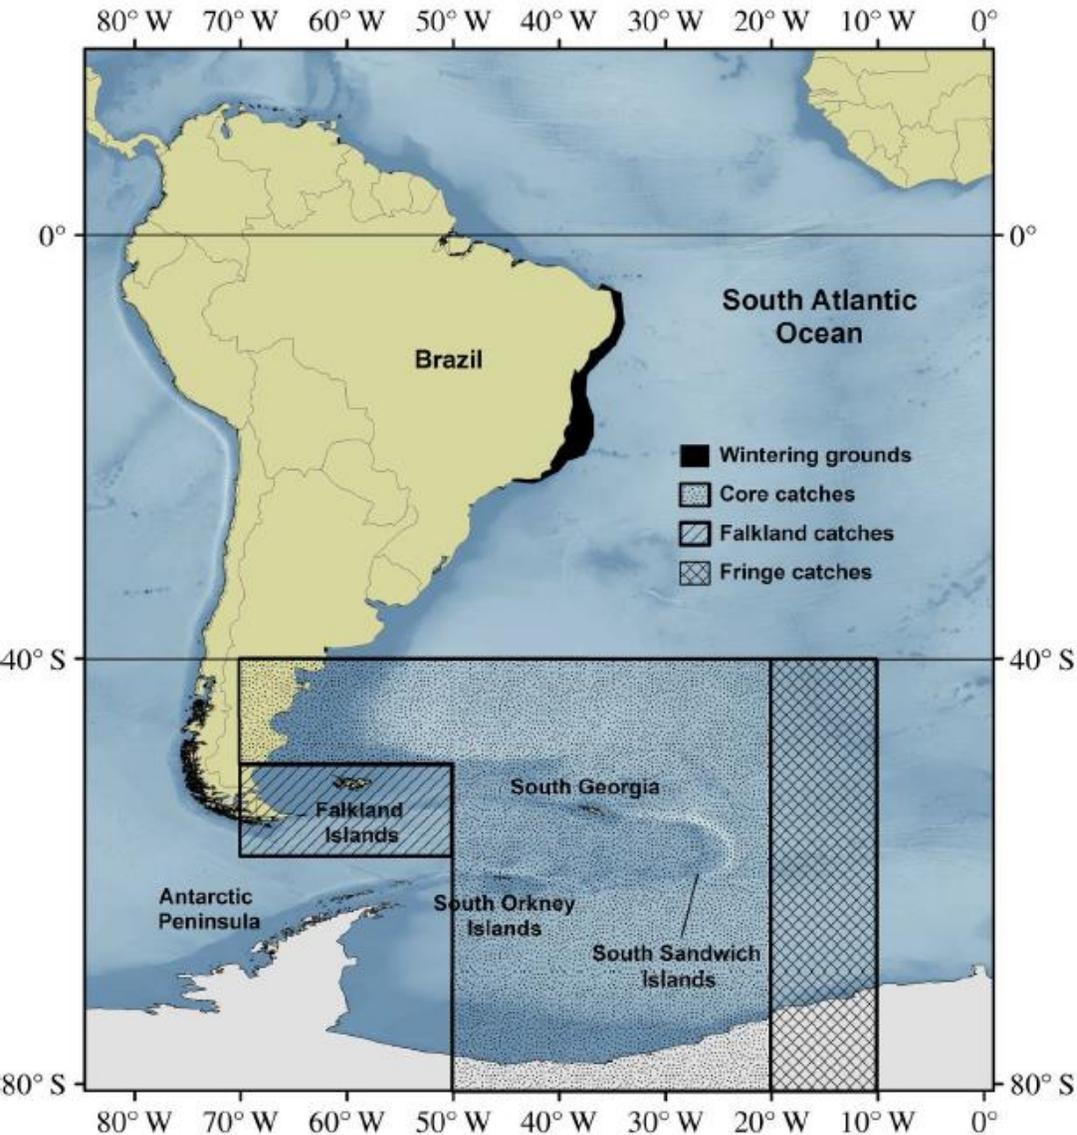 80° W 70° W 60° W 50° W 40° W 30° W 20° W 10° W 0°
0° 0°
South Atlantic
Ocean
Brazil
Wintering grounds
Core catches
Falkland catches
Fringe catches
40° S 40° S
South Georgia
Falkland
Islands
Antarctic
Peninsula
South Orkney
Islands
South Sandwich
Islands
80° S 80° S
80° W 70° W 60° W 50° W 40° W 30° W 20° W 10° W 0°